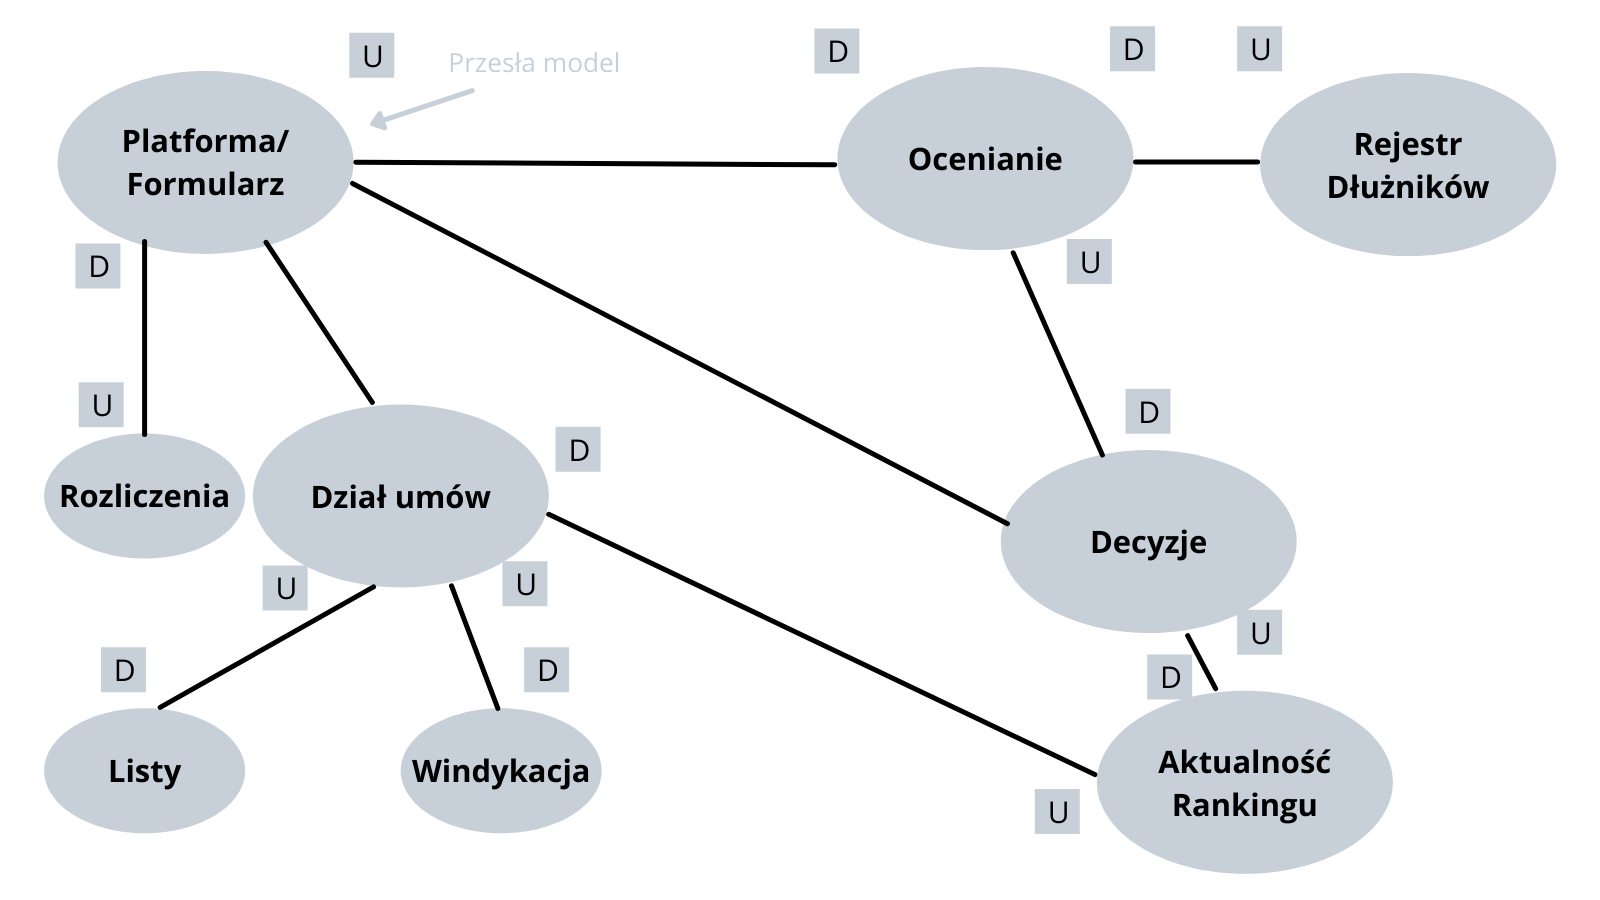 U
Przesła model
D
D
U
Platforma/
Formularz
Ocenianie
Rejestr
Dłużników
D
U
U
D
D
Rozliczenia
Dział umów
Decyzje
U
U
U
D
D
D
Listy
Windykacja
Aktualność
Rankingu
U